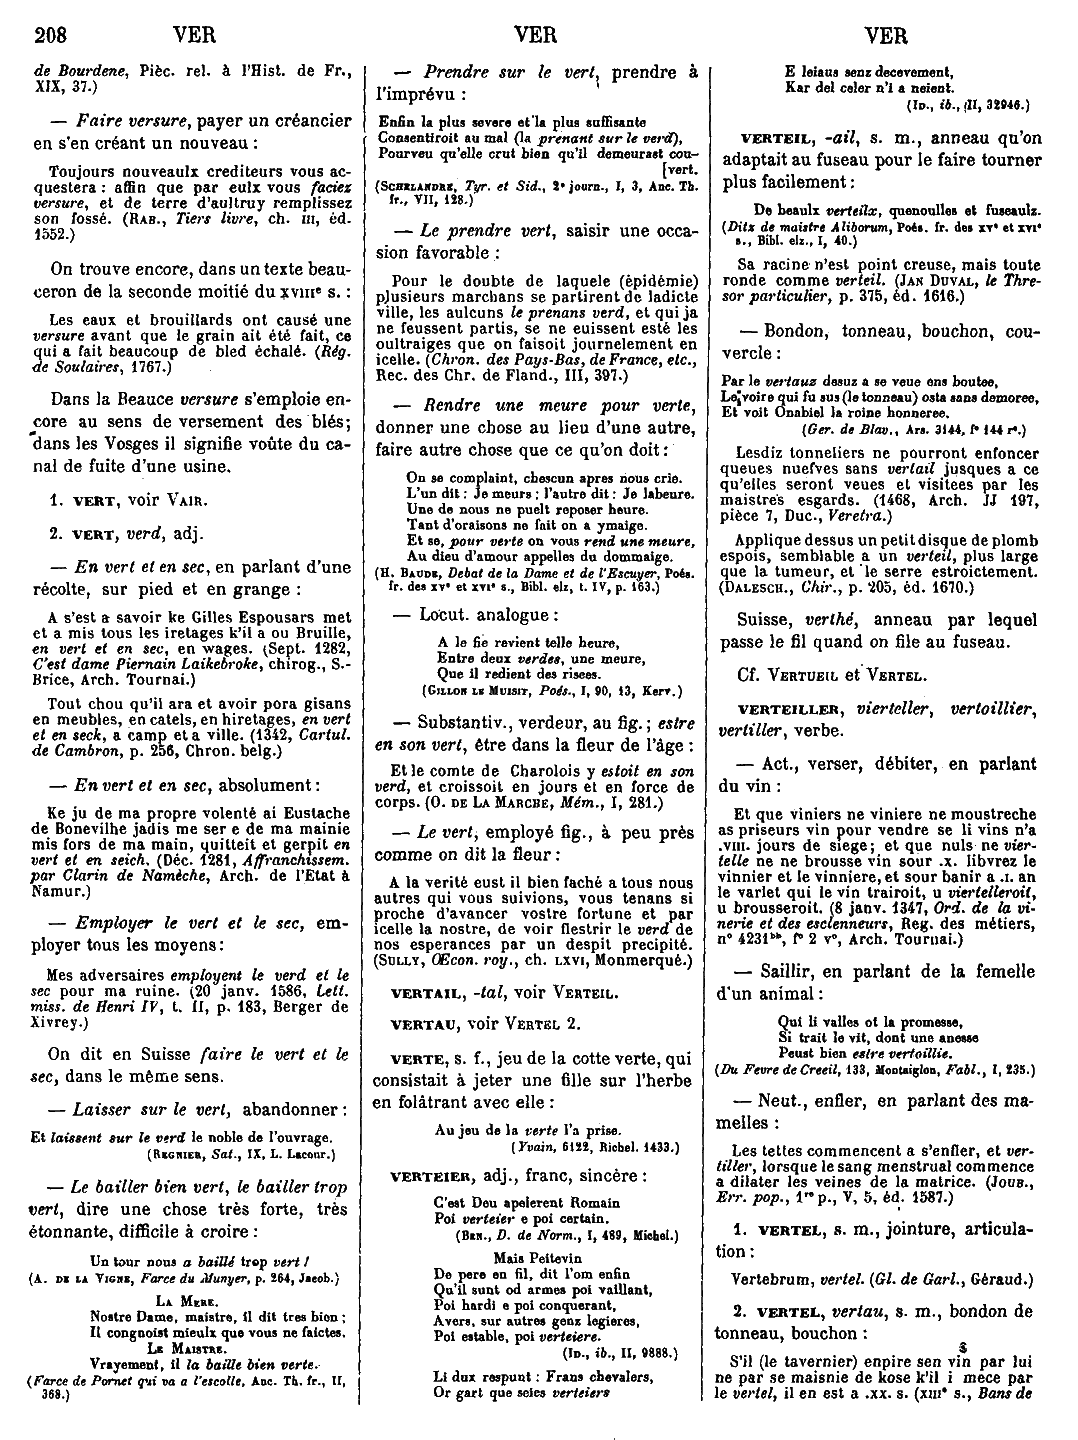 208 VER VER VER
de Bourdene, Pièc. rel. à l'Hist. de Fr.,
XIX, 37.)
— Faire versure, payer un créancier
en s'en créant un nouveau :
Toujours nouveaulx crediteurs vous ac-
questera : affin que par eulx vous faciez
versure, et de terre d'aultruy remplissez
son fossé. (RAB., Tiers livre, ch. III, éd.
1552.)
On trouve encore, dans un texte beau-
ceron de la seconde moitié du XVIIIe s. :
Les eaux et brouillards ont causé une
versure avant que le grain ait été fait, ce
qui a fait beaucoup de bled échalé. (Rég.
de Soulaires, 1767.)
Dans la Beauce versure s'emploie en-
core au sens de versement des blés;
dans les Vosges il signifie voûte du ca-
nal de fuite d'une usine.
1. VERT, voir VAIR.
2. VERT, verd, adj.
— En vert et en sec, en parlant d'une
récolte, sur pied et en grange :
A s'est a savoir ke Gilles Espousars met
et a mis tous les iretages k'il a ou Bruille,
en vert et en sec, en wages. (Sept. 1282,
C'est dame Piernain Laikebroke, chirog., S.-
Brice, Arch. Tournai.)
Tout chou qu'il ara et avoir pora gisans
en meubles, en catels, en hiretages, en vert
et en seck, a camp et a ville. (1342, Cartul.
de Cambron, p. 256, Chron. belg.)
— En vert et en sec, absolument :
Ke ju de ma propre volenté ai Eustache
de Bonevilhe jadis me ser e de ma mainie
mis fors de ma main, quitteit et gerpit en
vert et en seich. (Déc. 1281, Affranchissem.
par Clarin de Namèche, Arch. de l'Etat à
Namur.)
— Employer le vert et le sec, em-
ployer tous les moyens :
Mes adversaires employent le verd et le
sec pour ma ruine. (20 janv. 1586, Lett.
miss. de Henri IV, t. II, p. 183, Berger de
Xivrey.)
On dit en Suisse faire le vert et le
sec, dans le même sens.
— Laisser sur le vert, abandonner :
Et laissent sur le verd le noble de l'ouvrage.
(REGNIER, Sat., IX, L. Lacour.)
— Le bailler bien vert, le bailler trop
vert, dire une chose très forte, très
étonnante, difficile à croire :
Un tour nous a baillé trop vert !
(A. DE LA VIGNE, Farce du Munyer, p. 264, Jacob.)
LA MERE.
Nostre Dame, maistre, il dit tres bien ;
Il congnoist mieulx que vous ne faictes.
LE MAISTRE.
Vrayement, il la baille bien verte.
(Farce de Pernet qui va a l'escolle, Anc. Th. fr., II,
368.)
— Prendre sur le vert, prendre à
l'imprévu :
Enfin la plus severe et la plus suffisante
Consentiroit au mal (la prenant sur le verd),
Pourveu qu'elle crut bien qu'il demeurast cou-
[vert.
(SCHELANDRE, Tyr. et Sid., 2e journ., I, 3, Anc. Th.
fr., VII, 128.)
— Le prendre vert, saisir une occa-
sion favorable :
Pour le doubte de laquele (épidémie)
plusieurs marchans se partirent de ladicte
ville, les aulcuns le prenans verd, et qui ja
ne feussent partis, se ne euissent esté les
oultraiges que on faisoit journelement en
icelle. (Chron. des Pays-Bas, de France, etc.,
Rec. des Chr. de Fland., III, 397.)
— Rendre une meure pour verte,
donner une chose au lieu d'une autre,
faire autre chose que ce qu'on doit :
On se complaint, chescun apres nous crie.
L'un dit : Je meurs ; l'autre dit : Je labeure.
Une de nous ne puelt reposer heure.
Tant d'oraisons ne fait on a ymaige.
Et se, pour verte on vous rend une meure,
Au dieu d'amour appelles du dommaige.
(H. BAUDE, Debat de la Dame et de l'Escuyer, Poés.
fr. des XVe et XVIe s., Bibl. elz, t. IV, p. 163.)
— Locut. analogue :
A le fie revient telle heure,
Entre deux verdes, une meure,
Que il redient des risees.
(GILLON LE MUISIT, Poés., I, 90, 13, Kerv.)
— Substantiv., verdeur, au fig. ; estre
en son vert, être dans la fleur de l'âge :
Et le comte de Charolois y estoit en son
verd, et croissoit en jours et en force de
corps. (O. DE LA MARCHE, Mém., I, 281.)
— Le vert, employé fig., à peu près
comme on dit la fleur :
A la verité eust il bien faché a tous nous
autres qui vous suivions, vous tenans si
proche d'avancer vostre fortune et par
icelle la nostre, de voir flestrir le verd de
nos esperances par un despit precipité.
(SULLY, Œcon. roy., ch. LXVI, Monmerqué.)
VERTAIL, -tal, voir VERTEIL.
VERTAU, voir VERTEL 2.
VERTE, s. f., jeu de la cotte verte, qui
consistait à jeter une fille sur l'herbe
en folâtrant avec elle :
Au jeu de la verte l'a prise.
(Yvain, 6122, Richel. 1433.)
VERTEIER, adj., franc, sincère :
C'est Deu apelerent Romain
Poi verteier e poi certain.
(BEN., D. de Norm., I, 489, Michel.)
Mais Peitevin
De pere en fil, dit l'om enfin
Qu'il sunt od armes poi vaillant,
Poi hardi e poi conquerant,
Avers, sur autres genz legieres,
Poi estable, poi verteiere.
(ID., ib., II, 9888.)
Li dux respunt : Frans chevalers,
Or gart que seies verteiers
E leiaus senz decevement,
Kar del celer n'i a neient.
(ID., ib., II, 32946.)
VERTEIL, -ail, s. m., anneau qu'on
adaptait au fuseau pour le faire tourner
plus facilement :
De beaulx verteilx, quenoulles et fuseaulx.
(Ditz de maistre Aliborum, Poés. fr. des XVe et XVIe
s., Bibl. elz., I, 40.)
Sa racine n'est point creuse, mais toute
ronde comme verteil. (JAN DUVAL, le Thre-
sor particulier, p. 375, éd. 1616.)
— Bondon, tonneau, bouchon, cou-
vercle :
Par le vertaus desuz a se veue ens boutee,
Le voire qui fu sus (le tonneau) osta sans demoree,
Et voit Onabiel la roine honneree.
(Ger. de Blav., Ars. 3144, fo 144 ro.)
Lesdiz tonneliers ne pourront enfoncer
queues nuefves sans vertail jusques a ce
qu'elles seront veues et visitees par les
maistres esgards. (1468, Arch. JJ 197,
pièce 7, Duc., Veretra.)
Applique dessus un petit disque de plomb
espois, semblable a un verteil, plus large
que la tumeur, et le serre estroictement.
(DALESCH., Chir., p. 205, éd. 1670.)
Suisse, verthé, anneau par lequel
passe le fil quand on file au fuseau.
Cf. VERTUEIL et VERTEL.
VERTEILLER, vierteller, vertoillier,
vertiller, verbe.
— Act., verser, débiter, en parlant
du vin :
Et que viniers ne viniere ne moustreche
as priseurs vin pour vendre se li vins n'a
.VIII. jours de siege ; et que nuls ne vier-
telle ne ne brousse vin sour .X. libvrez le
vinnier et le vinniere, et sour banir a .I. an
le varlet qui le vin trairoit, u viertelleroit,
u brousseroit. (8 janv. 1347, Ord. de la vi-
nerie et des esclenneurs, Reg. des métiers,
no 4231bis, fo 2 vo, Arch. Tournai.)
— Saillir, en parlant de la femelle
d'un animal :
Qui li valles ot la promesse,
Si trait le vit, dont une anesse
Peust bien estre vertoillie.
(Du Fevre de Creeil, 133, Montaiglon, Fabl., I, 235.)
— Neut., enfler, en parlant des ma-
melles :
Les tettes commencent a s'enfler, et ver-
tiller, lorsque le sang menstrual commence
a dilater les veines de la matrice. (JOUB.,
Err. pop., 1re p., V, 5, éd. 1587.)
1. VERTEL, s. m., jointure, articula-
tion :
Vertebrum, vertel. (Gl. de Garl., Géraud.)
2. VERTEL, vertau, s. m., bondon de
tonneau, bouchon :
S'il (le tavernier) enpire sen vin par lui
ne par se maisnie de kose k'il i mece par
le vertel, il en est a .XX. s. (XIIIe s., Bans de